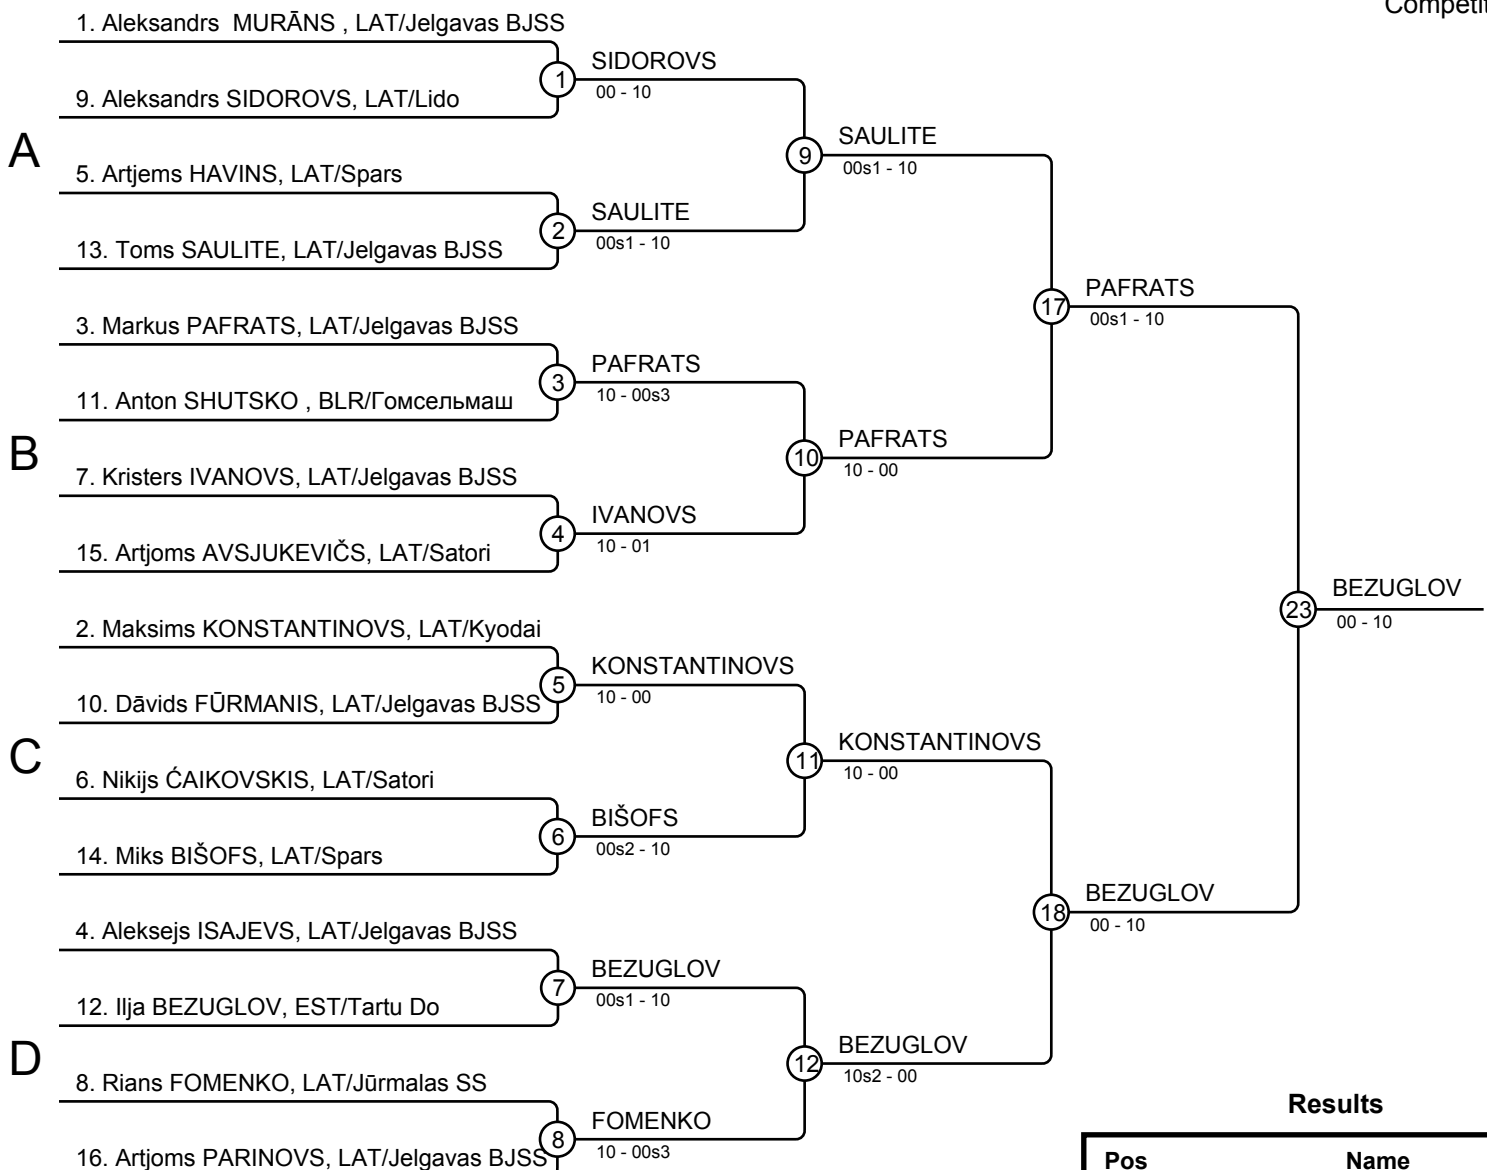 Competit
1. Aleksandrs  MURĀNS , LAT/Jelgavas BJSS
SIDOROVS
1
00 - 10
9. Aleksandrs SIDOROVS, LAT/Lido
SAULITE
A
9
00s1 - 10
5. Artjems HAVINS, LAT/Spars
SAULITE
2
00s1 - 10
13. Toms SAULITE, LAT/Jelgavas BJSS
PAFRATS
17
00s1 - 10
3. Markus PAFRATS, LAT/Jelgavas BJSS
PAFRATS
3
10 - 00s3
11. Anton SHUTSKO , BLR/Гомсельмаш
PAFRATS
B
10
10 - 00
7. Kristers IVANOVS, LAT/Jelgavas BJSS
IVANOVS
4
10 - 01
15. Artjoms AVSJUKEVIČS, LAT/Satori
BEZUGLOV
23
00 - 10
2. Maksims KONSTANTINOVS, LAT/Kyodai
KONSTANTINOVS
5
10 - 00
10. Dāvids FŪRMANIS, LAT/Jelgavas BJSS
KONSTANTINOVS
C
11
10 - 00
6. Nikijs ĆAIKOVSKIS, LAT/Satori
BIŠOFS
6
00s2 - 10
14. Miks BIŠOFS, LAT/Spars
BEZUGLOV
18
00 - 10
4. Aleksejs ISAJEVS, LAT/Jelgavas BJSS
BEZUGLOV
7
00s1 - 10
12. Ilja BEZUGLOV, EST/Tartu Do
BEZUGLOV
D
12
10s2 - 00
8. Rians FOMENKO, LAT/Jūrmalas SS
FOMENKO
8
10 - 00s3
16. Artjoms PARINOVS, LAT/Jelgavas BJSS
Results
Pos Name